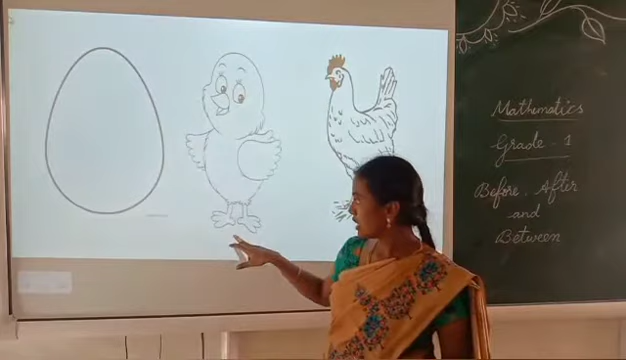 Mathematics
Grade - 1
Before, After
and
Between